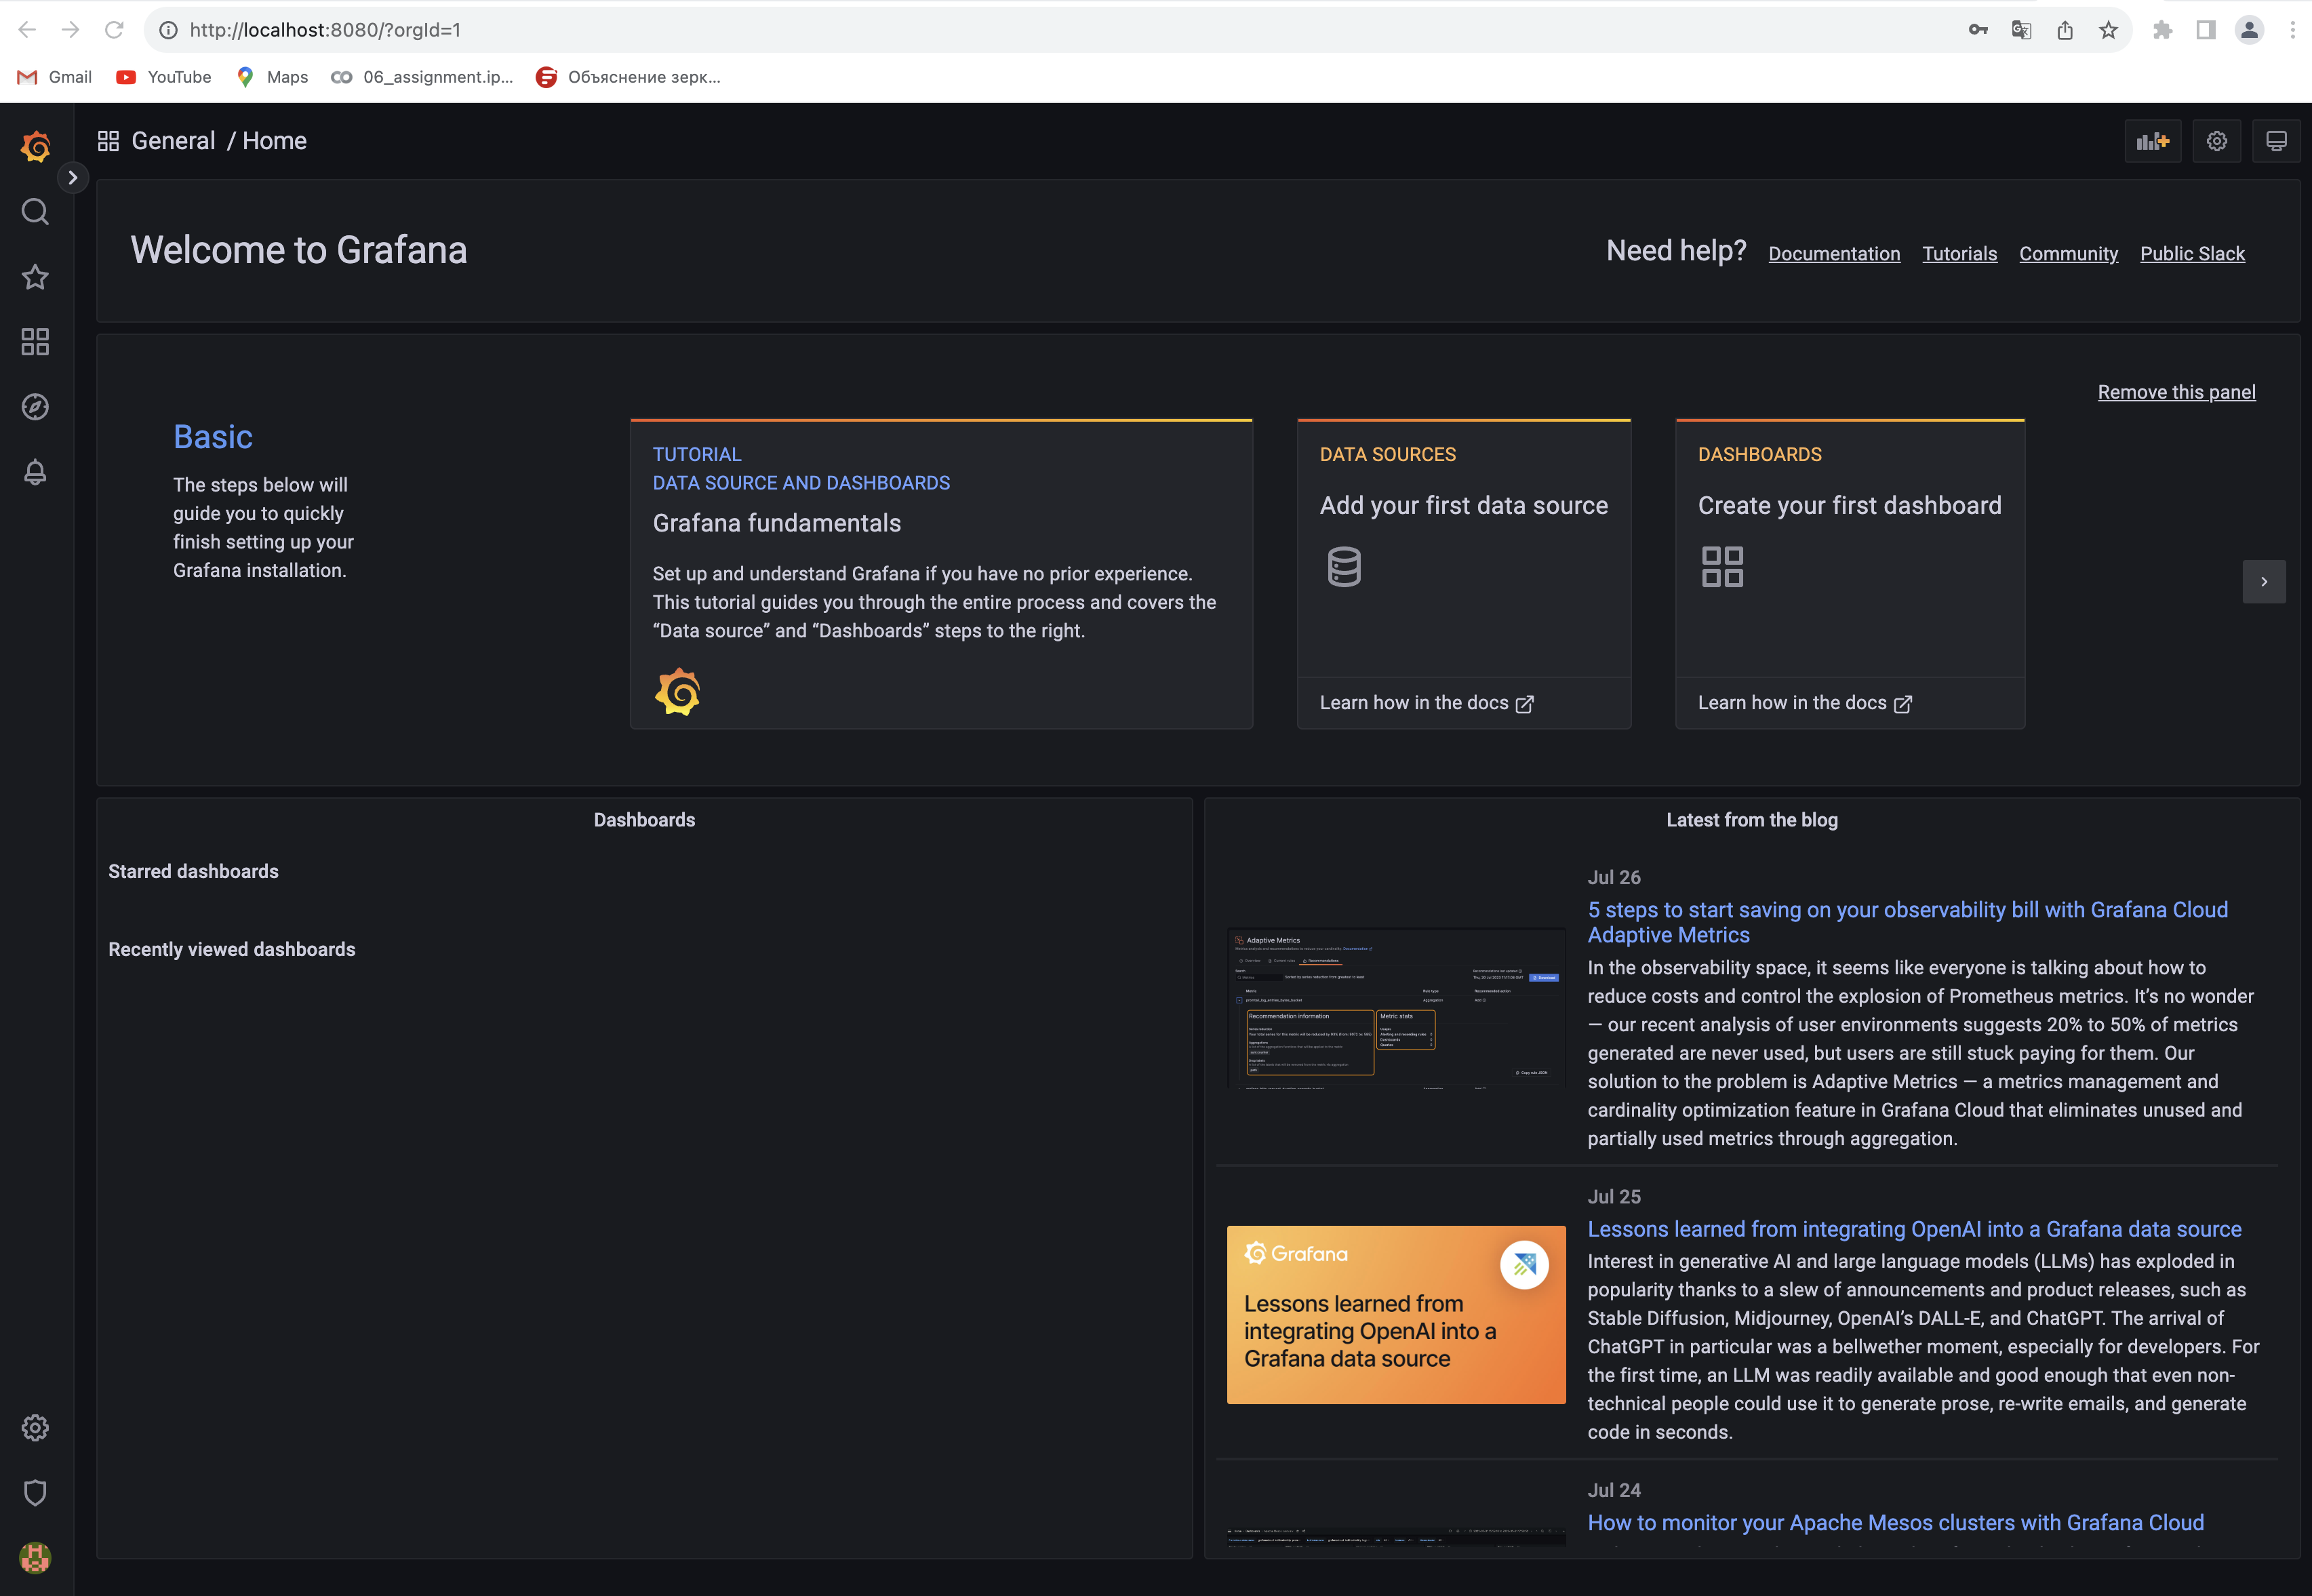 http://localhost:8080/?orgId=1
Gmail YouTube Maps 06_assignment.ip... Объяснение зерк...
General / Home
Welcome to Grafana
Need help? Documentation Tutorials Community Public Slack
Remove this panel
Basic
The steps below will
guide you to quickly
finish setting up your
Grafana installation.
TUTORIAL
DATA SOURCE AND DASHBOARDS
Grafana fundamentals
Set up and understand Grafana if you have no prior experience.
This tutorial guides you through the entire process and covers the
“Data source” and “Dashboards” steps to the right.
DATA SOURCES
Add your first data source
Learn how in the docs
DASHBOARDS
Create your first dashboard
Learn how in the docs
Dashboards
Starred dashboards
Recently viewed dashboards
Latest from the blog
Adaptive Metrics
Recommendation information
Metric stats
Jul 26
5 steps to start saving on your observability bill with Grafana Cloud
Adaptive Metrics
In the observability space, it seems like everyone is talking about how to
reduce costs and control the explosion of Prometheus metrics. It’s no wonder
— our recent analysis of user environments suggests 20% to 50% of metrics
generated are never used, but users are still stuck paying for them. Our
solution to the problem is Adaptive Metrics — a metrics management and
cardinality optimization feature in Grafana Cloud that eliminates unused and
partially used metrics through aggregation.
Grafana
Lessons learned from
integrating OpenAI into a
Grafana data source
Jul 25
Lessons learned from integrating OpenAI into a Grafana data source
Interest in generative AI and large language models (LLMs) has exploded in
popularity thanks to a slew of announcements and product releases, such as
Stable Diffusion, Midjourney, OpenAI’s DALL-E, and ChatGPT. The arrival of
ChatGPT in particular was a bellwether moment, especially for developers. For
the first time, an LLM was readily available and good enough that even non-
technical people could use it to generate prose, re-write emails, and generate
code in seconds.
Jul 24
How to monitor your Apache Mesos clusters with Grafana Cloud